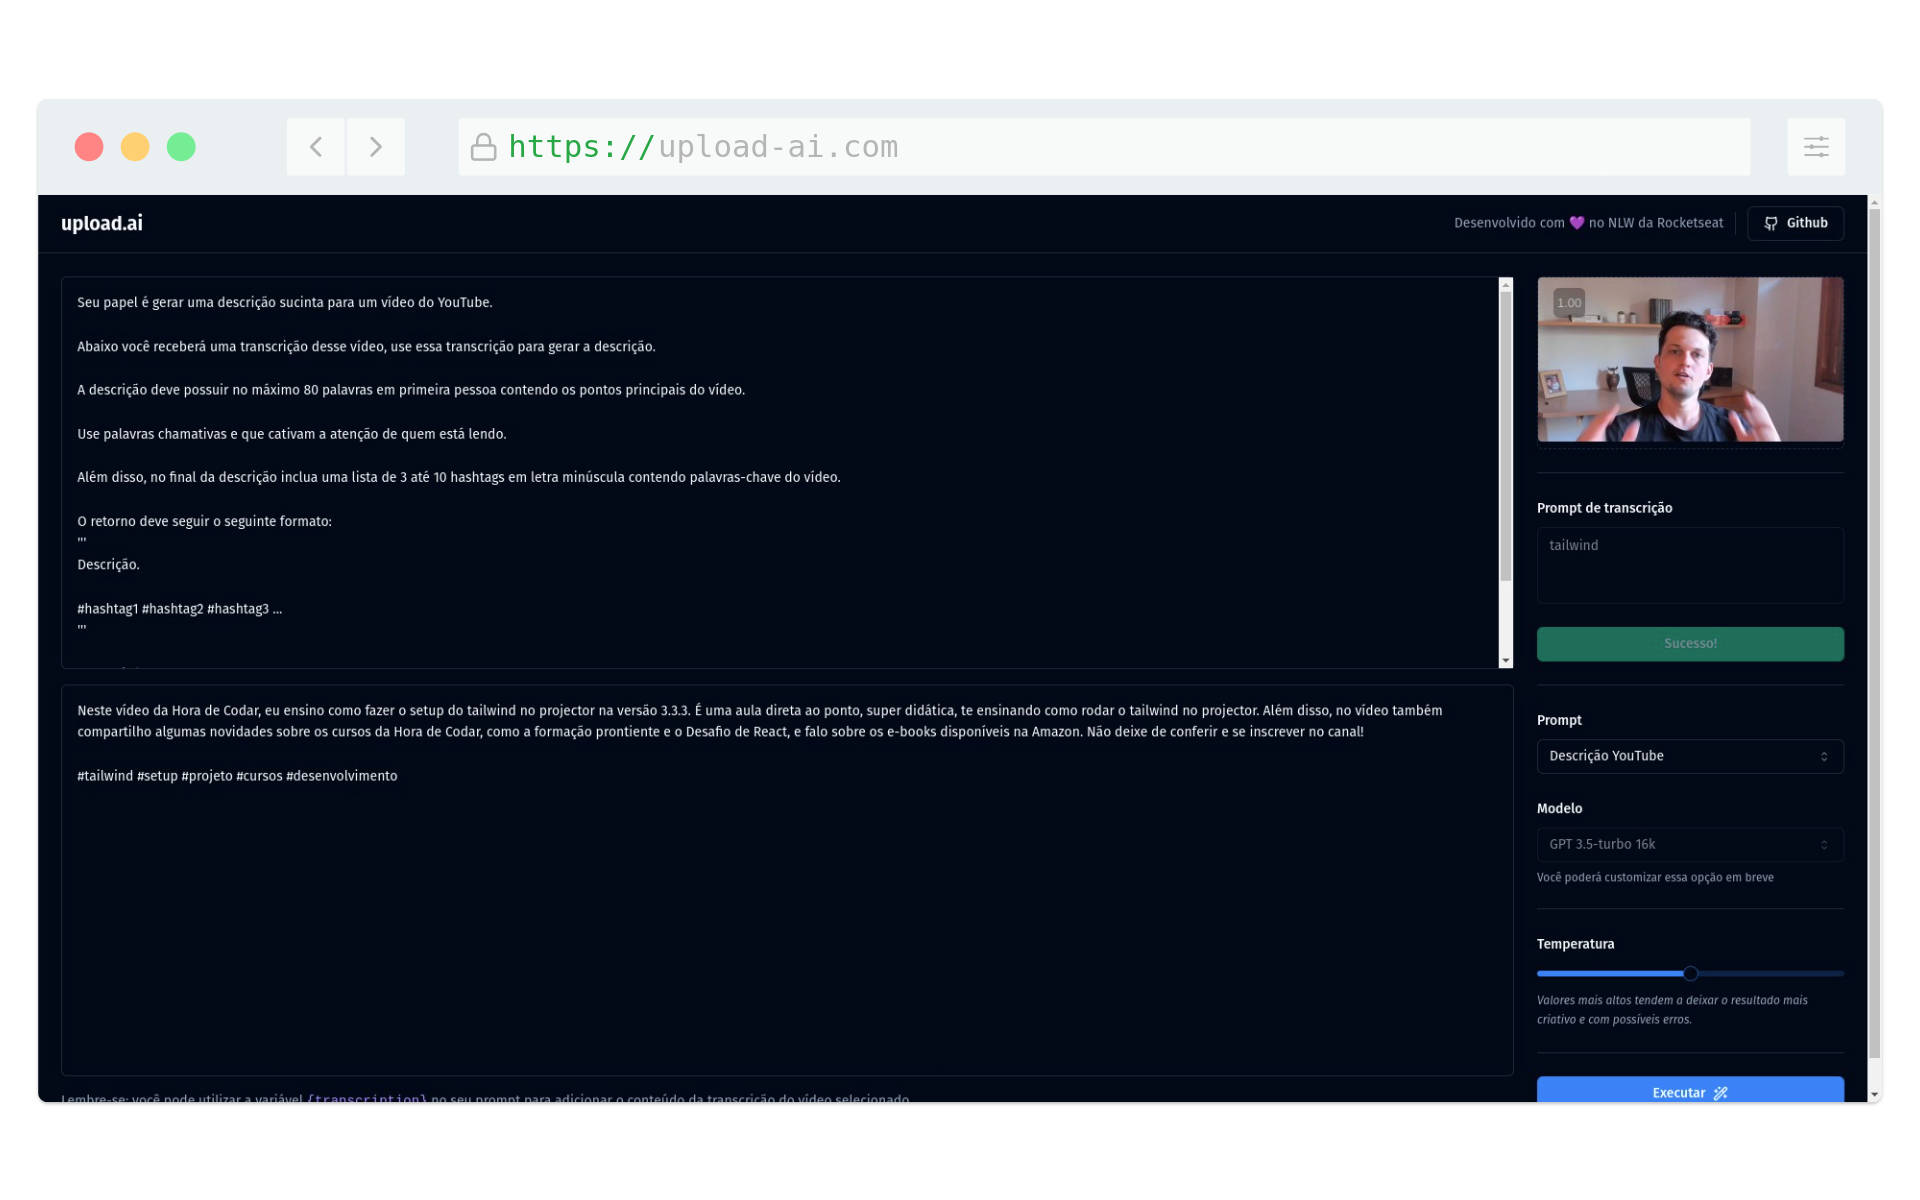 https://upload-ai.com
upload.ai
Desenvolvido com 💜 no NLW da Rocketseat
Github
Seu papel é gerar uma descrição sucinta para um vídeo do YouTube.
Abaixo você receberá uma transcrição desse vídeo, use essa transcrição para gerar a descrição.
A descrição deve possuir no máximo 80 palavras em primeira pessoa contendo os pontos principais do vídeo.
Use palavras chamativas e que cativam a atenção de quem está lendo.
Além disso, no final da descrição inclua uma lista de 3 até 10 hashtags em letra minúscula contendo palavras-chave do vídeo.
O retorno deve seguir o seguinte formato:
'''
Descrição.
#hashtag1 #hashtag2 #hashtag3 ...
'''
Neste vídeo da Hora de Codar, eu ensino como fazer o setup do tailwind no projector na versão 3.3.3. É uma aula direta ao ponto, super didática, te ensinando como rodar o tailwind no projector. Além disso, no vídeo também
compartilho algumas novidades sobre os cursos da Hora de Codar, como a formação prontiente e o Desafio de React, e falo sobre os e-books disponíveis na Amazon. Não deixe de conferir e se inscrever no canal!
#tailwind #setup #projeto #cursos #desenvolvimento
Lembre-se: você pode utilizar a variável {transcription} no seu prompt para adicionar o conteúdo da transcrição do vídeo selecionado
1.00
Prompt de transcrição
tailwind
Sucesso!
Prompt
Descrição YouTube
Modelo
GPT 3.5-turbo 16k
Você poderá customizar essa opção em breve
Temperatura
Valores mais altos tendem a deixar o resultado mais
criativo e com possíveis erros.
Executar